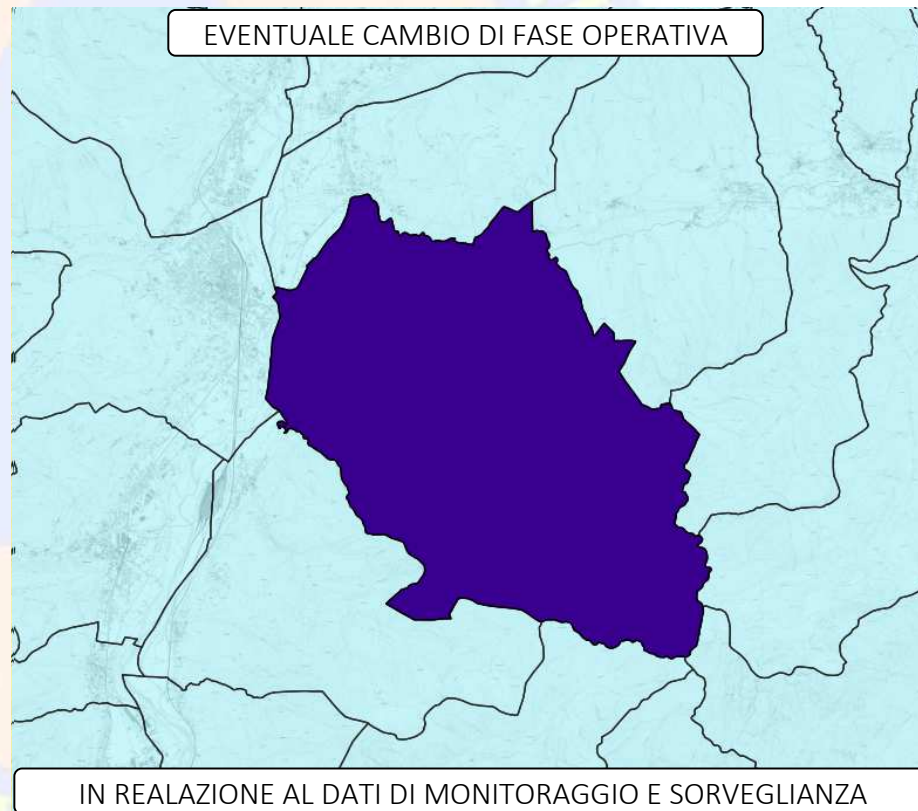 EVENTUALE CAMBIO DI FASE OPERATIVA
IN REALAZIONE AL DATI DI MONITORAGGIO E SORVEGLIANZA